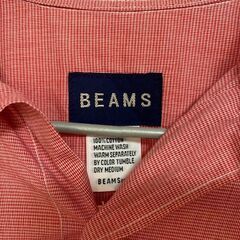 BEAMS
100% COTTON
MACHINE WASH
WARM SEPARATELY
BY COLOR TUMBLE
DRY MEDIUM
BEAMS